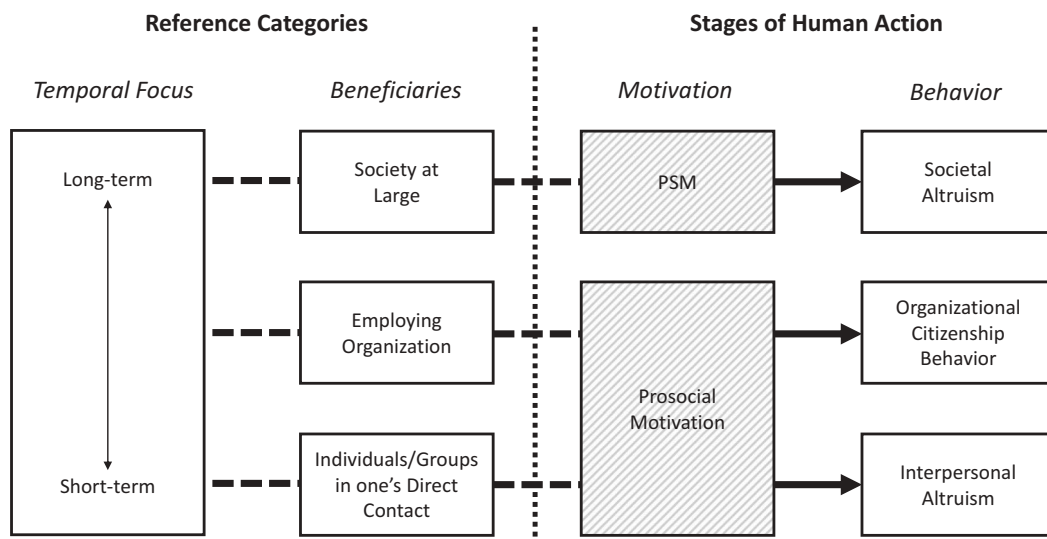 Reference Categories
Stages of Human Action
Temporal Focus
Beneficiaries
Motivation
Behavior
Long-term
Society at
Large
PSM
Societal
Altruism
Employing
Organization
Organizational
Citizenship
Behavior
Prosocial
Motivation
Short-term
Individuals/Groups
in one's Direct
Contact
Interpersonal
Altruism